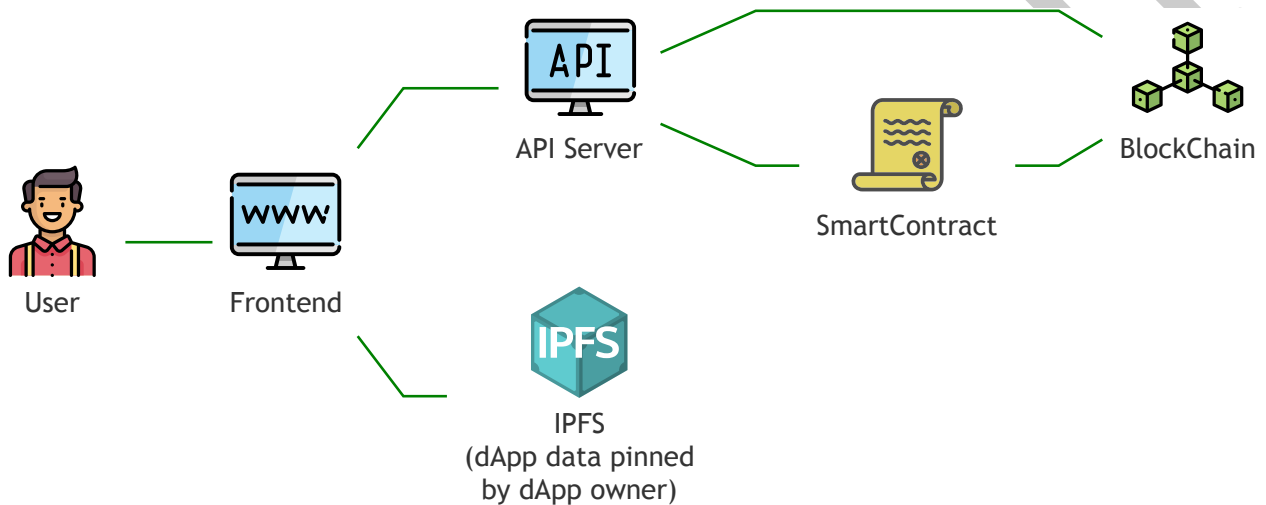 API
API Server
BlockChain
SmartContract
www
User
Frontend
IPFS
IPFS
(dApp data pinned
by dApp owner)